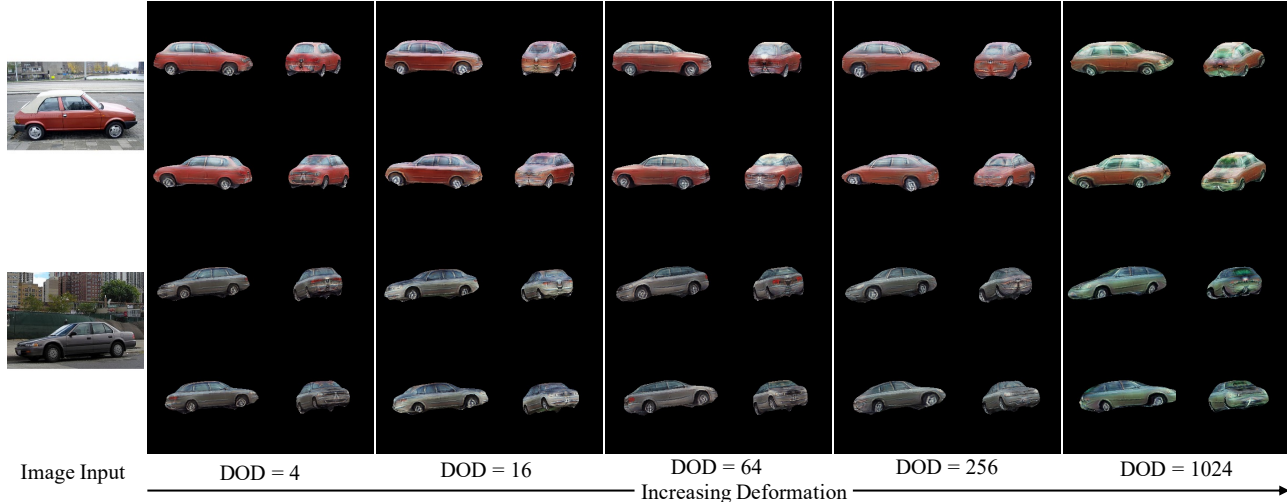 Image Input
DOD = 4
DOD = 16
DOD = 64
DOD = 256
DOD = 1024
Increasing Deformation